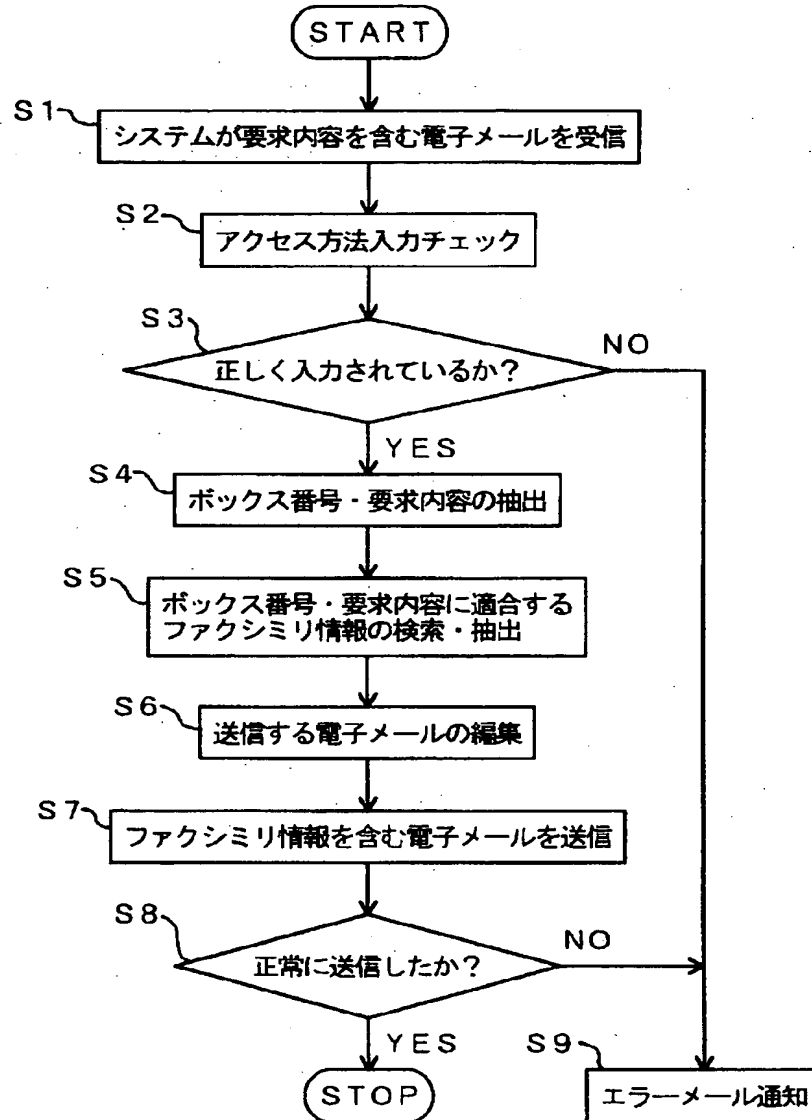 START
S1
システムが要求内容を含む電子メールを受信
S2
アクセス方法入力チェック
S3
正しく入力されているか?
NO
YES
S4
ボックス番号・要求内容の抽出
S5
ボックス番号・要求内容に適合する
ファクシミリ情報の検索・抽出
S6
送信する電子メールの編集
S7
ファクシミリ情報を含む電子メールを送信
S8
正常に送信したか?
NO
YES
S9
STOP
エラーメール通知